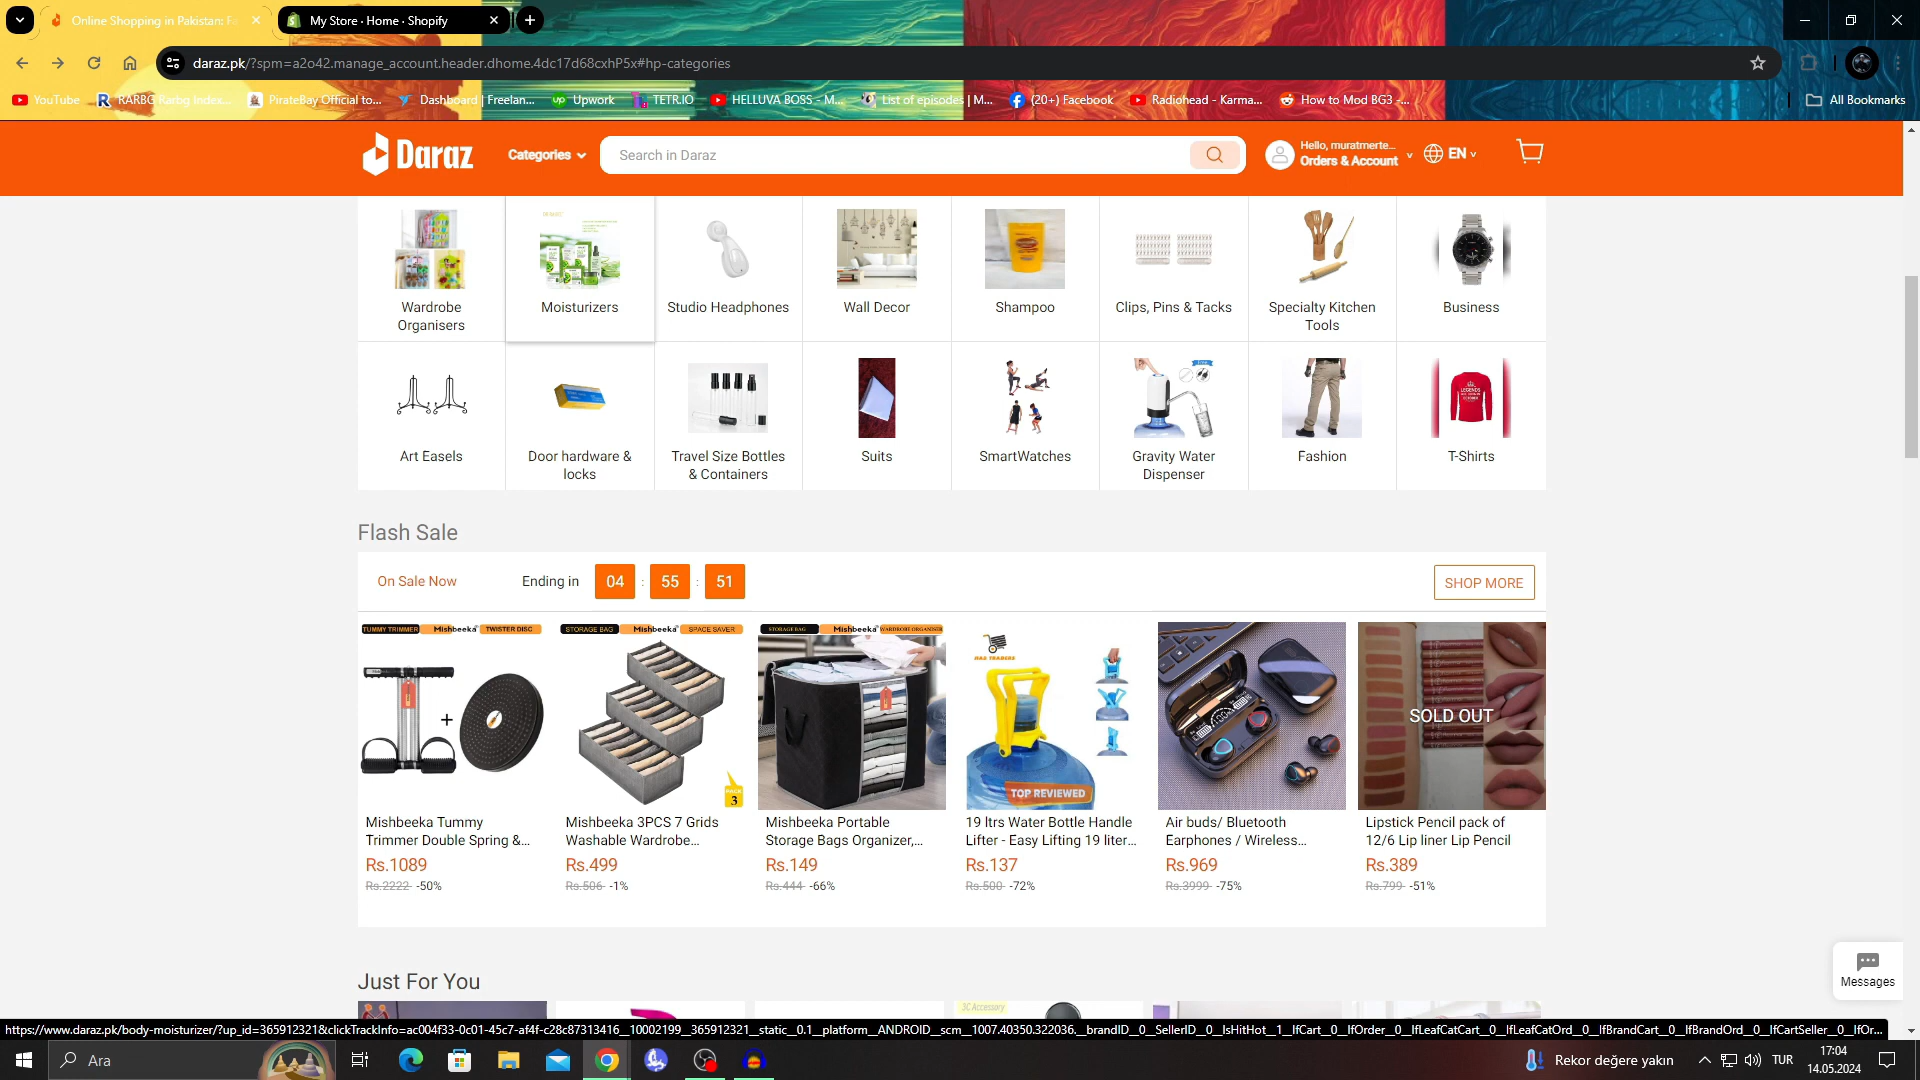 Online Shopping in Pakistan: F
My Store · Home · Shopify
daraz.pk/?spm=a2o42.manage_account.header.dhome.4dc17d68cxhP5x#hp-categories
YouTube
RARBG Rarbg Index...
PirateBay Official to...
Dashboard | Freelan...
Upwork
TETR.IO
HELLUVA BOSS - M...
List of episodes | M...
(20+) Facebook
Radiohead - Karma...
How to Mod BG3 -...
All Bookmarks
Daraz
Categories
Search in Daraz
Hello, muratmerte...
Orders & Account
EN
Wardrobe
Organisers
Moisturizers
Studio Headphones
Wall Decor
Shampoo
Clips, Pins & Tacks
Specialty Kitchen
Tools
Business
Art Easels
Door hardware &
locks
Travel Size Bottles
& Containers
Suits
SmartWatches
Gravity Water
Dispenser
Fashion
LEGENDS
T-Shirts
Flash Sale
On Sale Now
Ending in
04 : 55 : 51
SHOP MORE
TUMMY TRIMMER
Mishbeeka
TWISTER DISC
STORAGE BAG
Mishbeeka
SPACE SAVER
STORAGE BAG
Mishbeeka
WARDROBE ORGANISER
PACK
3
TOP REVIEWED
SOLD OUT
Mishbeeka Tummy
Trimmer Double Spring &...
Rs.1089
Rs.2222 -50%
Mishbeeka 3PCS 7 Grids
Washable Wardrobe...
Rs.499
Rs.506 -1%
Mishbeeka Portable
Storage Bags Organizer,...
Rs.149
Rs.444 -66%
19 ltrs Water Bottle Handle
Lifter - Easy Lifting 19 liter...
Rs.137
Rs.500 -72%
Air buds/ Bluetooth
Earphones / Wireless...
Rs.969
Rs.3999 -75%
Lipstick Pencil pack of
12/6 Lip liner Lip Pencil
Rs.389
Rs.799 -51%
Messages
Just For You
3C Accessory
https://www.daraz.pk/body-moisturizer/?up_id=365912321&clickTrackInfo=ac004f33-0c01-45c7-af4f-c28c87313416__10002199__365912321__static__0.1__platform__ANDROID__scm__1007.40350.322036.__brandID__0__SellerID__0__IsHitHot__1__IfCart__0__IfOrder__0__IfLeafCatCart__0__IfLeafCatOrd__0__IfBrandCart__0__IfBrandOrd__0__IfCartSeller__0__IfOr...
Ara
Rekor değere yakın
TUR
17:04
14.05.2024